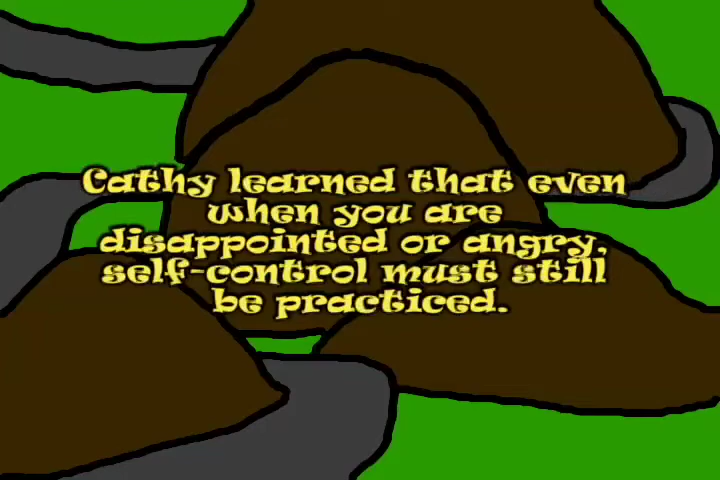 Cathy learned that even
when you are
disappointed or angry,
self-control must still
be practiced.